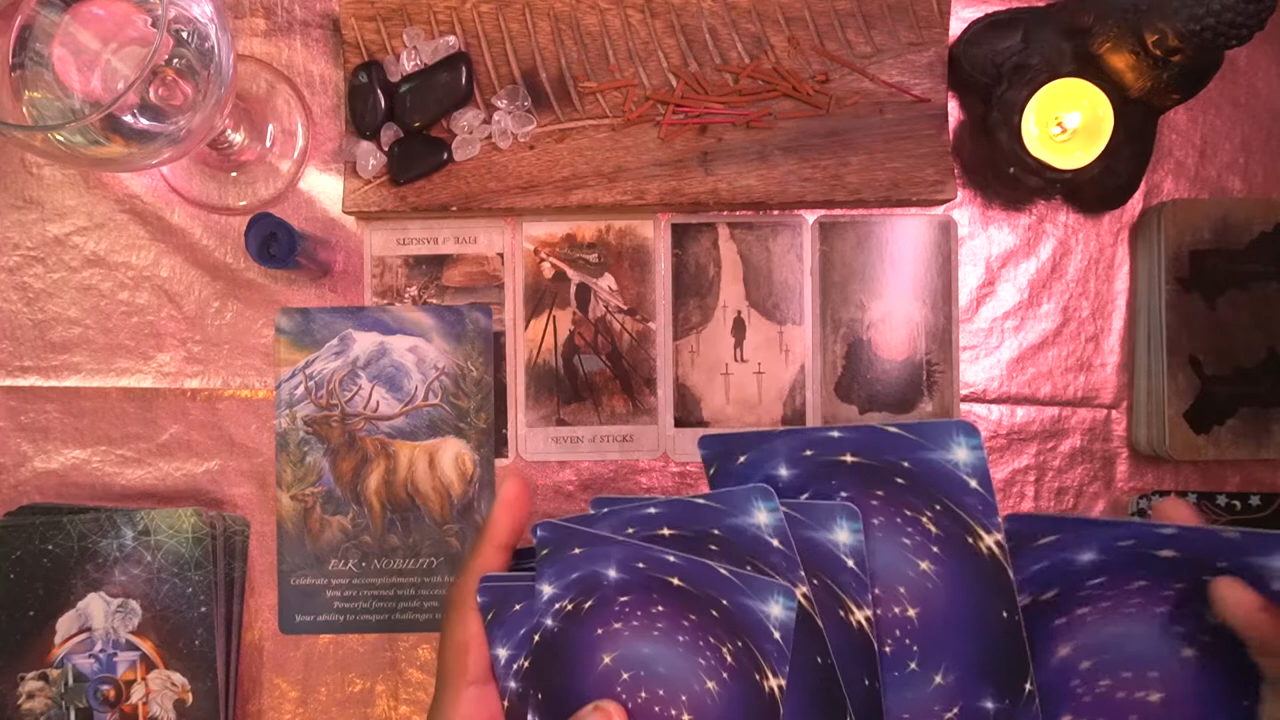 FIVE of BASKETS
SEVEN of STICKS
ELK • NOBILITY
Celebrate your accomplishments with
You are crowned with success.
Powerful forces guide you.
Your ability to conquer challenges is